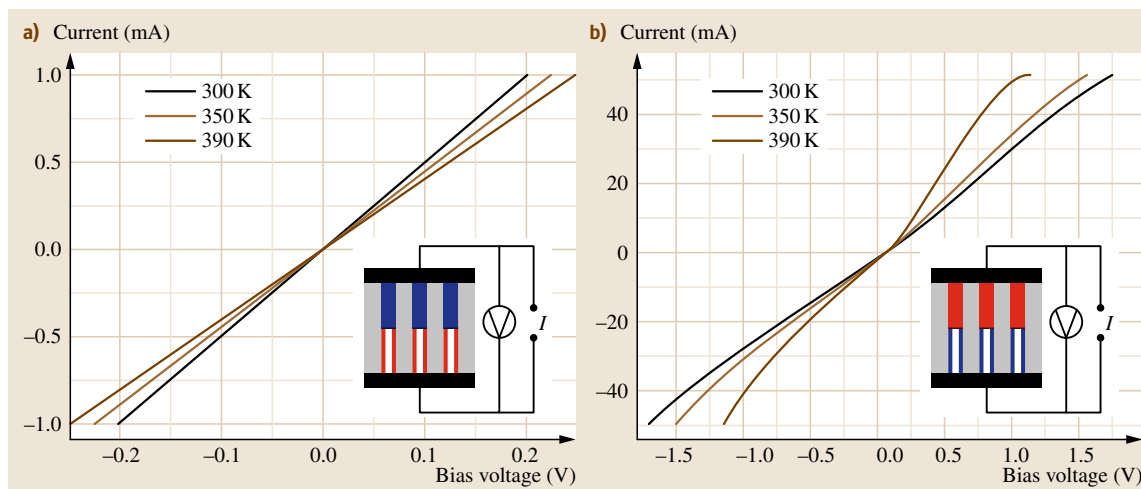 a) Current (mA)
1.0
0.5
0.0
−0.5
−1.0
300 K
350 K
390 K
V
I
−0.2 −0.1 0.0 0.1 0.2
Bias voltage (V)
b) Current (mA)
40
20
0
−20
−40
300 K
350 K
390 K
V
I
−1.5 −1.0 −0.5 0.0 0.5 1.0 1.5
Bias voltage (V)